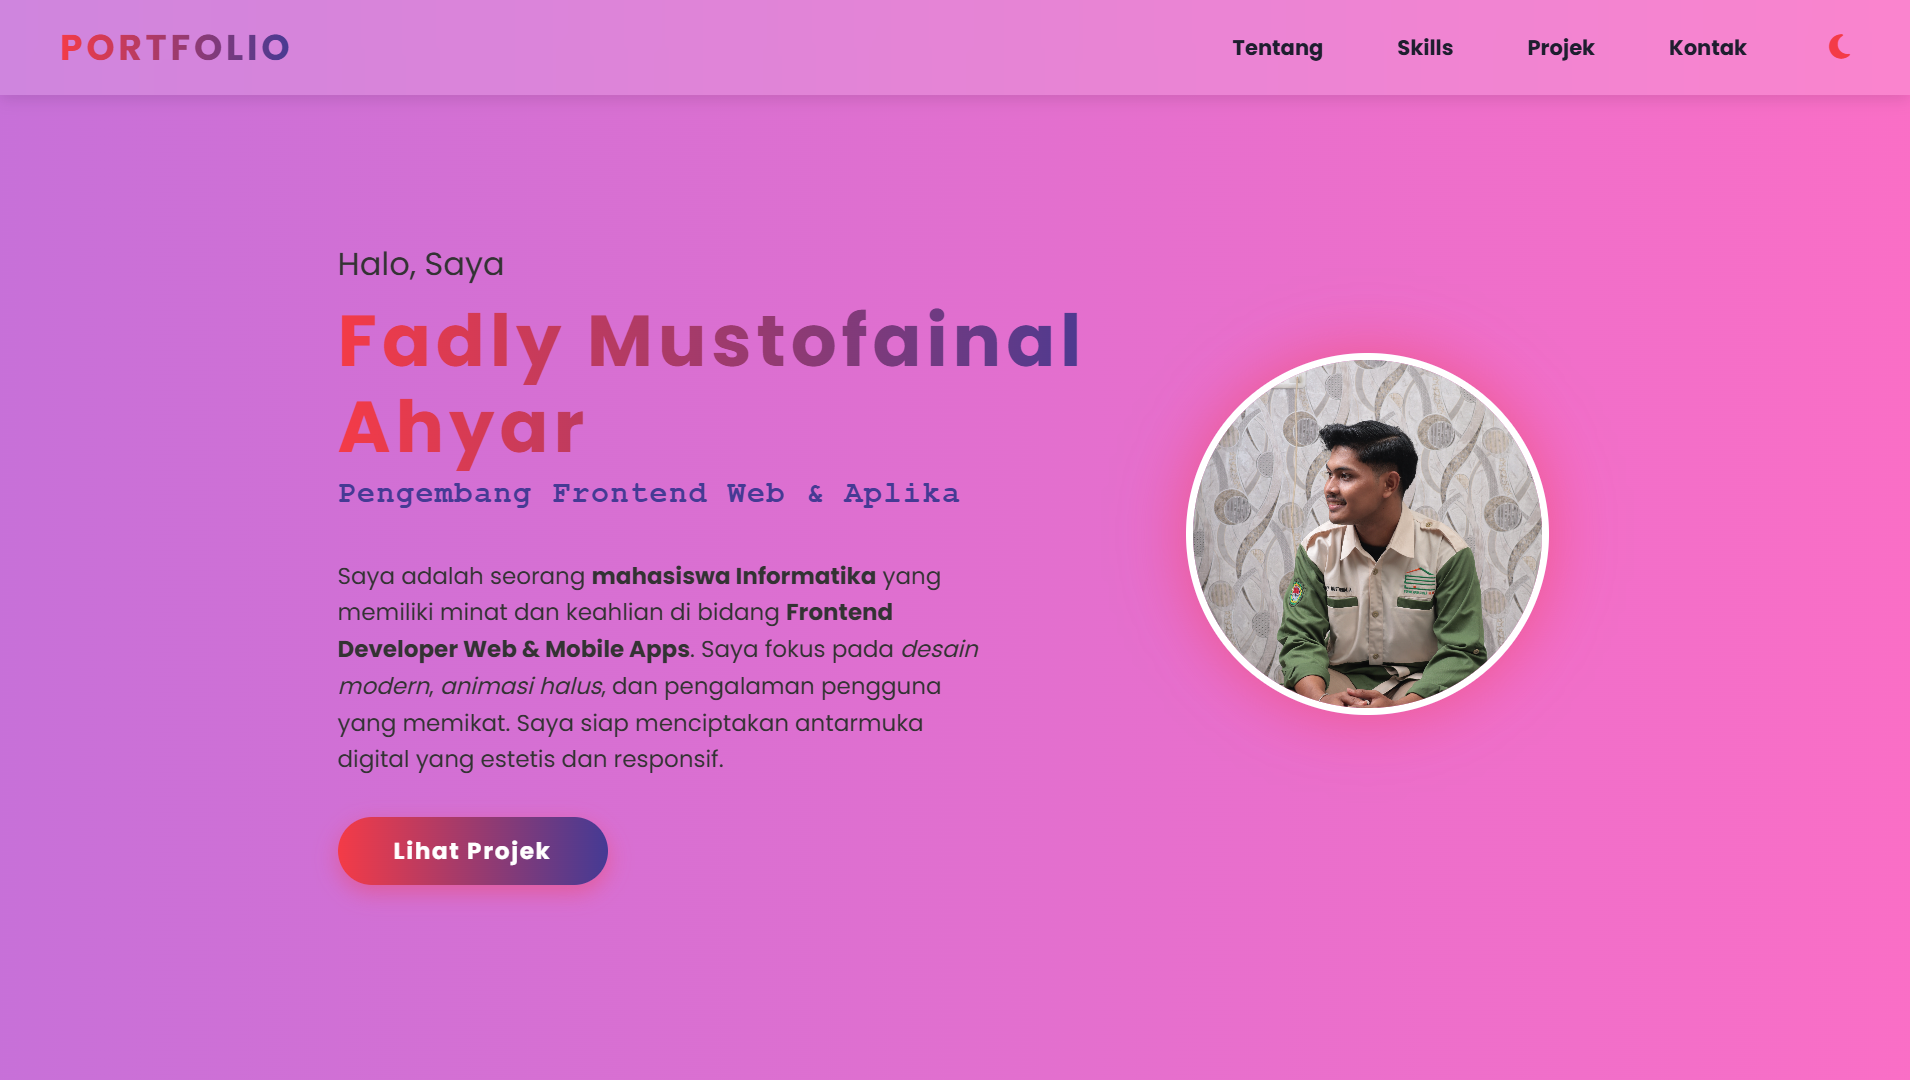 PORTFOLIO
Tentang
Skills
Projek
Kontak
Halo, Saya
Fadly Mustofainal
Ahyar
Pengembang Frontend Web & Aplika
Saya adalah seorang mahasiswa Informatika yang
memiliki minat dan keahlian di bidang Frontend
Developer Web & Mobile Apps. Saya fokus pada desain
modern, animasi halus, dan pengalaman pengguna
yang memikat. Saya siap menciptakan antarmuka
digital yang estetis dan responsif.
Lihat Projek